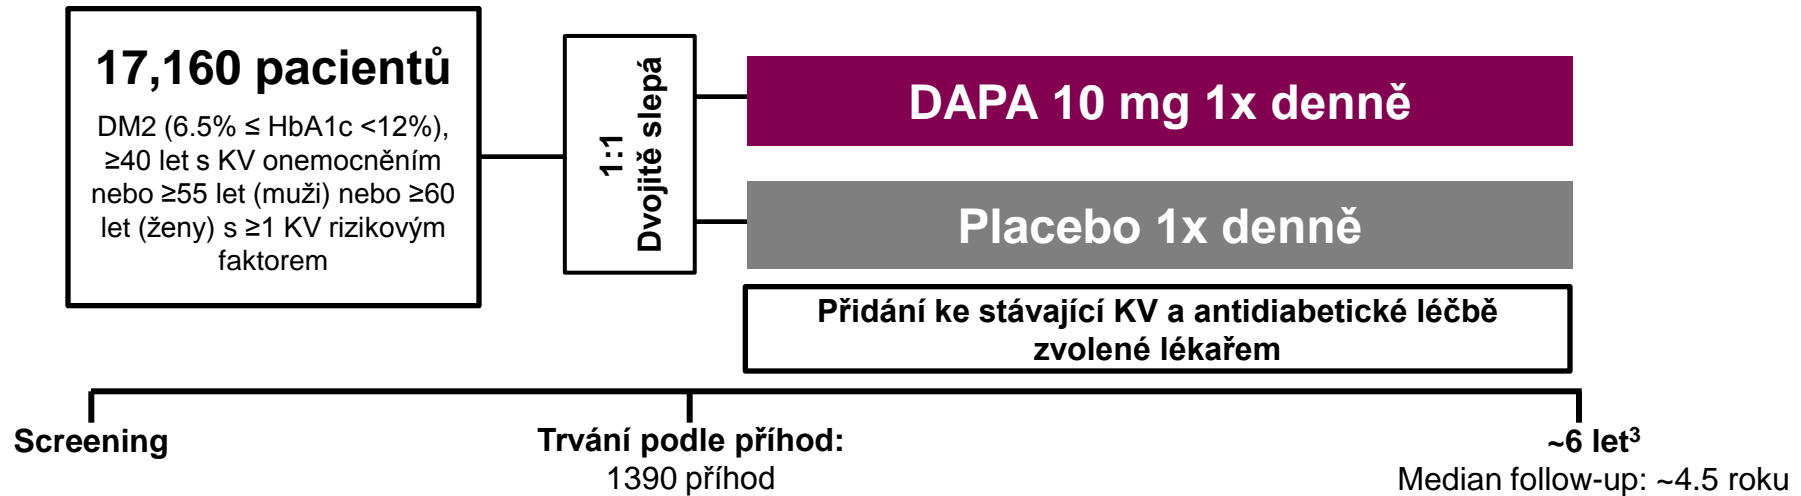 17,160 pacientů
DM2 (6.5% ≤ HbA1c <12%),
≥40 let s KV onemocněním
nebo ≥55 let (muži) nebo ≥60
let (ženy) s ≥1 KV rizikovým
faktorem
1:1
Dvojitě slepá
DAPA 10 mg 1x denně
Placebo 1x denně
Přidání ke stávající KV a antidiabetické léčbě
zvolené lékařem
Screening
Trvání podle příhod:
1390 příhod
~6 let³
Median follow-up: ~4.5 roku